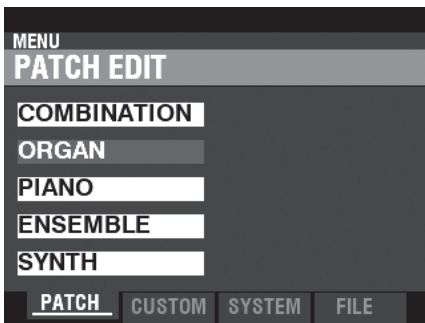 MENU
PATCH EDIT
COMBINATION
ORGAN
PIANO
ENSEMBLE
SYNTH
PATCH CUSTOM SYSTEM FILE